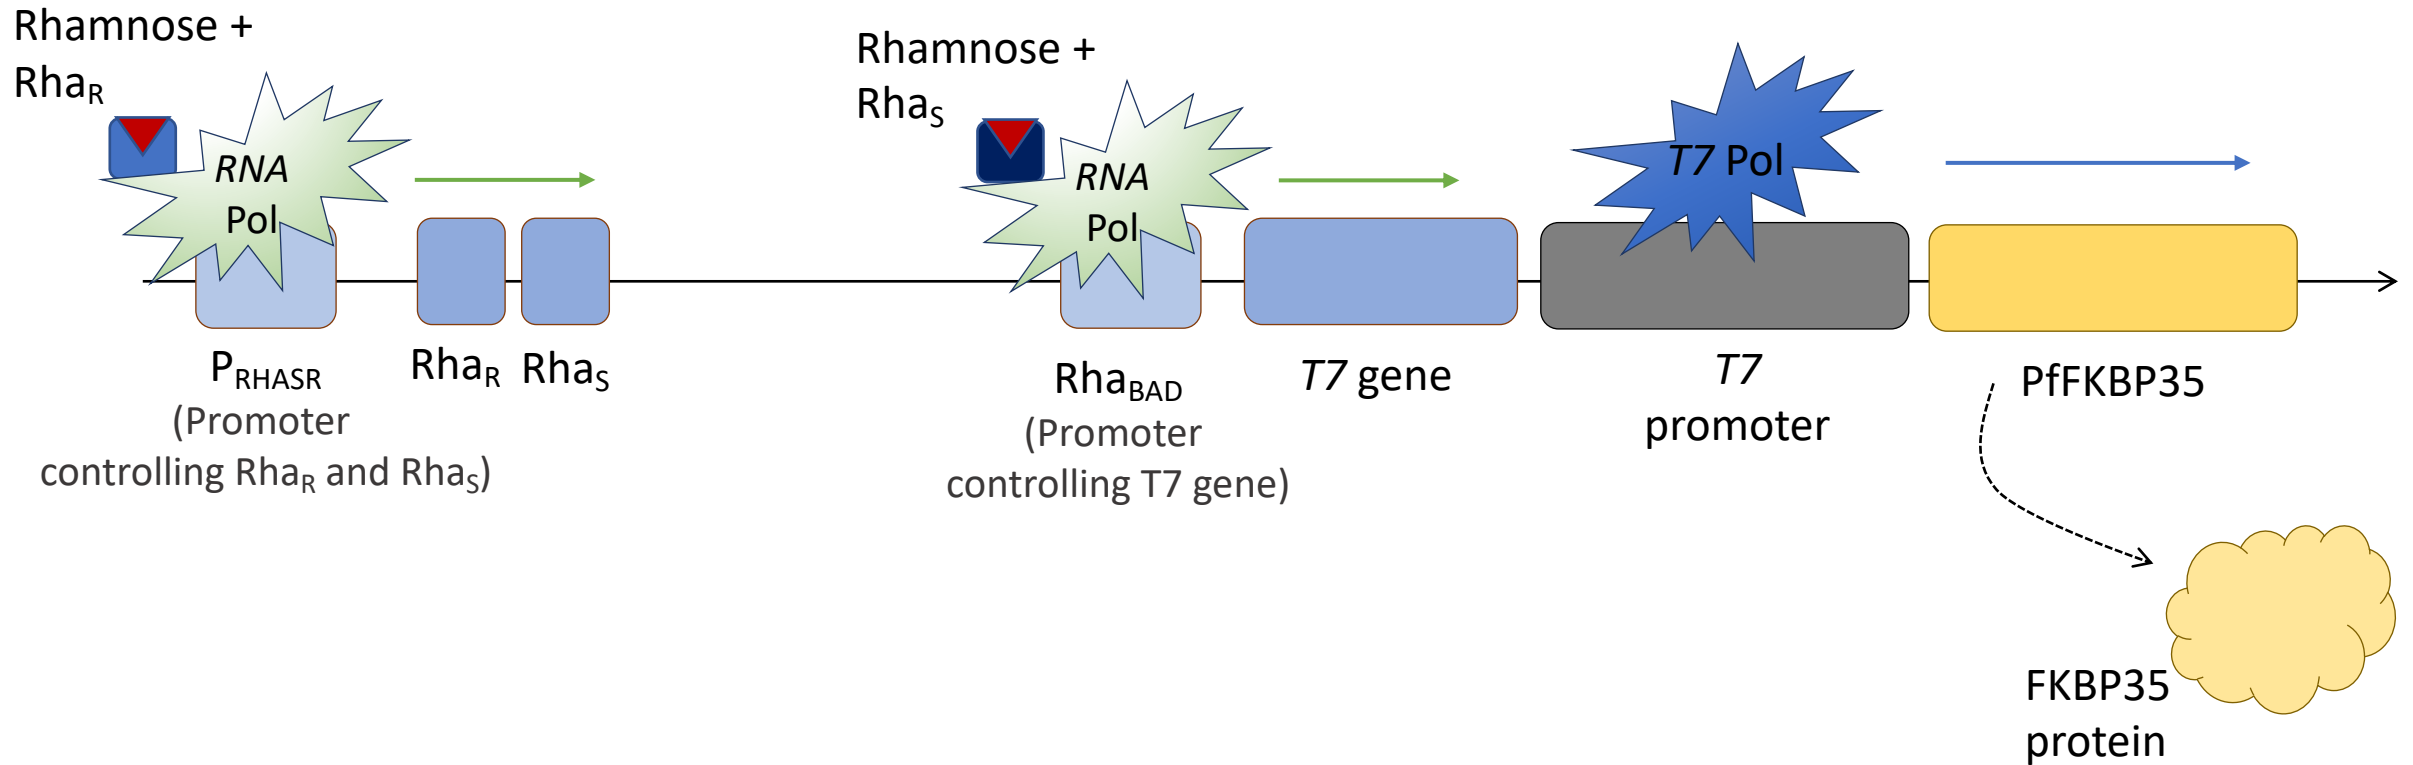 Rhamnose +
RhaR
RNA
Pol
Rhamnose +
RhaS
RNA
Pol
T7 Pol
PRHASR
(Promoter
controlling RhaR and RhaS)
RhaR
RhaS
RhaBAD
(Promoter
controlling T7 gene)
T7 gene
T7
promoter
PfFKBP35
FKBP35
protein